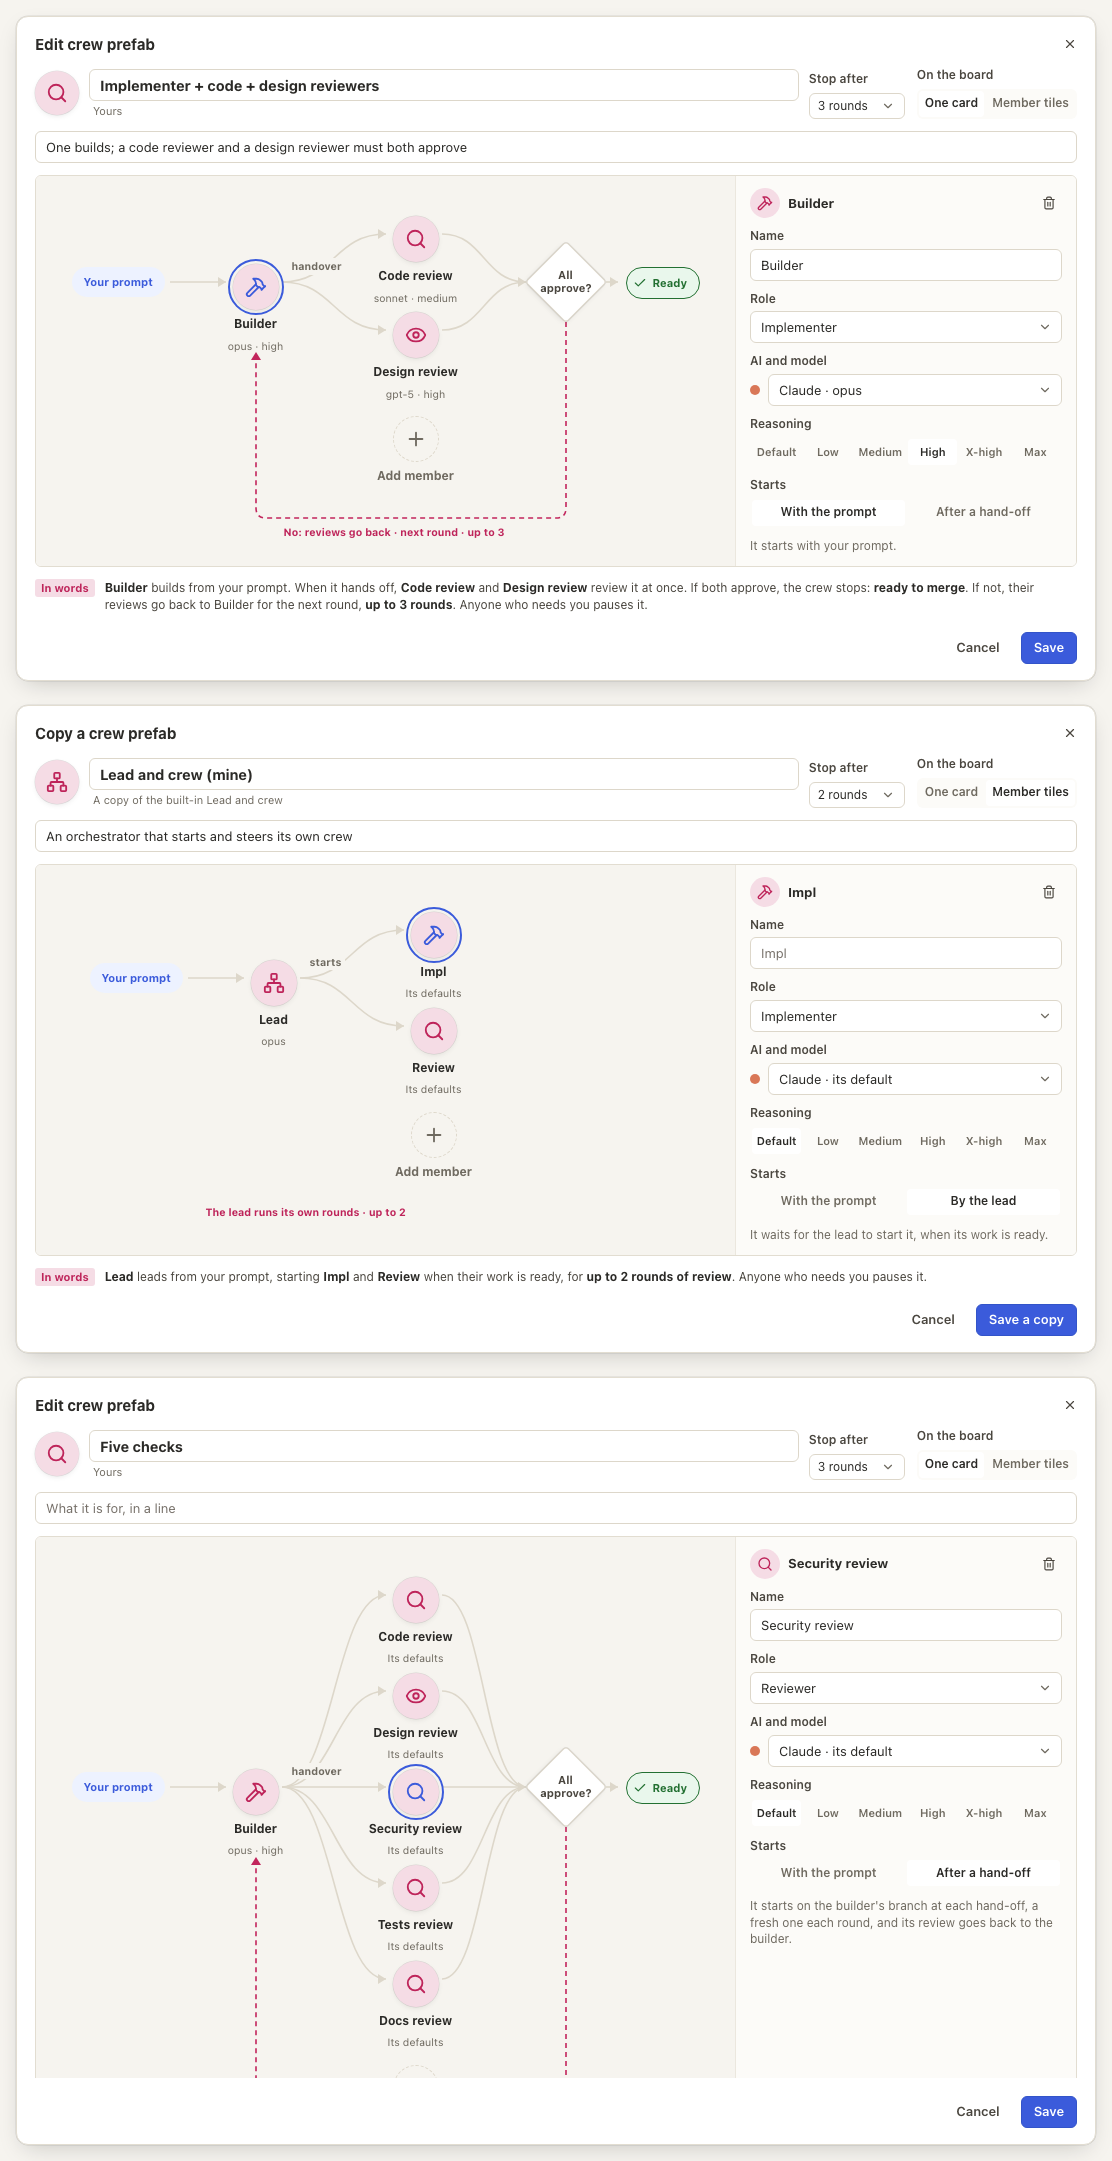 Edit crew prefab
Implementer + code + design reviewers
Yours
Stop after
3 rounds
On the board
One card
Member tiles
One builds; a code reviewer and a design reviewer must both approve
Your prompt
Builder
opus · high
handover
Code review
sonnet · medium
Design review
gpt-5 · high
Add member
All
approve?
Ready
No: reviews go back · next round · up to 3
Builder
Name
Builder
Role
Implementer
AI and model
Claude · opus
Reasoning
Default
Low
Medium
High
X-high
Max
Starts
With the prompt
After a hand-off
It starts with your prompt.
In words
Builder builds from your prompt. When it hands off, Code review and Design review review it at once. If both approve, the crew stops: ready to merge. If not, their
reviews go back to Builder for the next round, up to 3 rounds. Anyone who needs you pauses it.
Cancel
Save
Copy a crew prefab
Lead and crew (mine)
A copy of the built-in Lead and crew
Stop after
2 rounds
On the board
One card
Member tiles
An orchestrator that starts and steers its own crew
Your prompt
Lead
opus
starts
Impl
Its defaults
Review
Its defaults
Add member
The lead runs its own rounds · up to 2
Impl
Name
Impl
Role
Implementer
AI and model
Claude · its default
Reasoning
Default
Low
Medium
High
X-high
Max
Starts
With the prompt
By the lead
It waits for the lead to start it, when its work is ready.
In words
Lead leads from your prompt, starting Impl and Review when their work is ready, for up to 2 rounds of review. Anyone who needs you pauses it.
Cancel
Save a copy
Edit crew prefab
Five checks
Yours
Stop after
3 rounds
On the board
One card
Member tiles
What it is for, in a line
Your prompt
Builder
opus · high
handover
Code review
Its defaults
Design review
Its defaults
Security review
Its defaults
Tests review
Its defaults
Docs review
Its defaults
All
approve?
Ready
Security review
Name
Security review
Role
Reviewer
AI and model
Claude · its default
Reasoning
Default
Low
Medium
High
X-high
Max
Starts
With the prompt
After a hand-off
It starts on the builder's branch at each hand-off, a
fresh one each round, and its review goes back to the
builder.
Cancel
Save